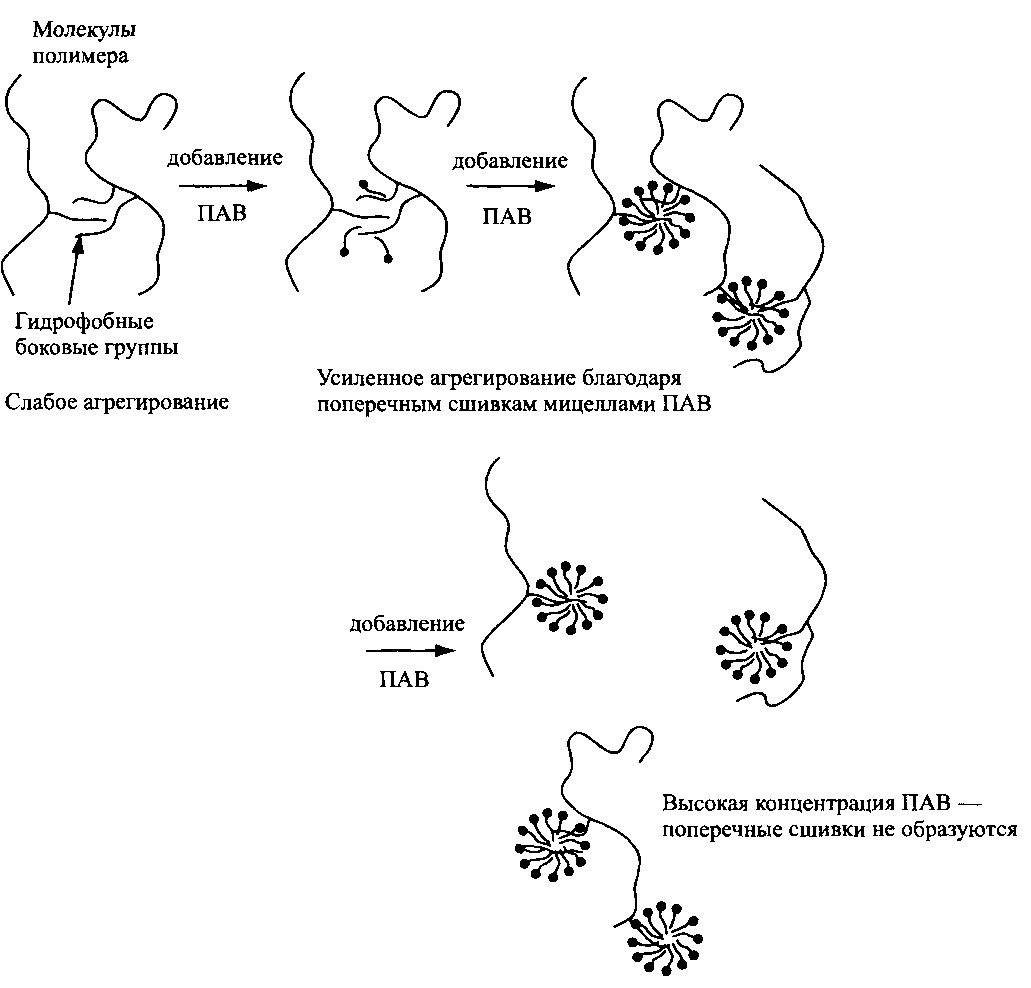 Молекулы
полимера
добавление
ПАВ
добавление
ПАВ
Гидрофобные
боковые группы
Слабое агрегирование
Усиленное агрегирование благодаря
поперечным сшивкам мицеллами ПАВ
добавление
ПАВ
Высокая концентрация ПАВ —
поперечные сшивки не образуются